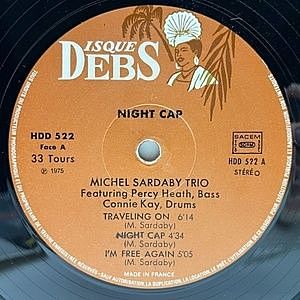 DISQUE
DEBS
NIGHT CAP
HDD 522
Face A
33 Tours
℗ 1975
SACEM
HDD 522 A
STÉRÉO
MICHEL SARDABY TRIO
Featuring Percy Heath, Bass
Connie Kay, Drums
TRAVELING ON 6'14
(M. Sardaby)
NIGHT CAP 4'34
(M. Sardaby)
I'M FREE AGAIN 5'05
(M. Sardaby)
MADE IN FRANCE